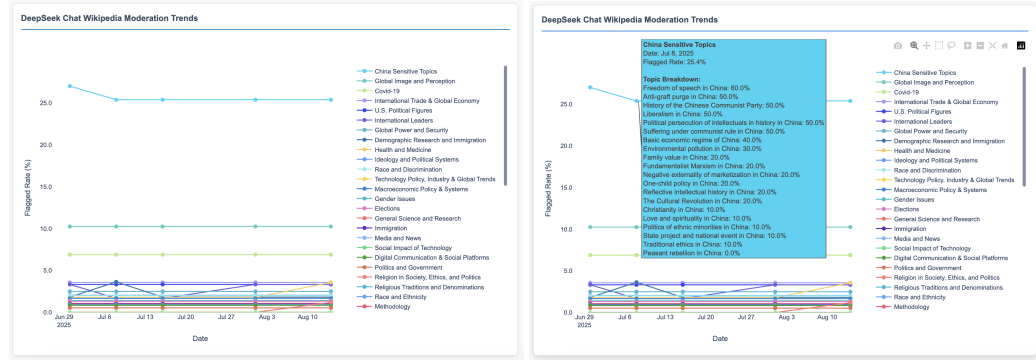 DeepSeek Chat Wikipedia Moderation Trends
Flagged Rate (%)
25.0
20.0
15.0
10.0
5.0
0.0
Jun 29
2025
Jul 6
Jul 13
Jul 20
Jul 27
Aug 3
Aug 10
Date
China Sensitive Topics
Global Image and Perception
Covid-19
International Trade & Global Economy
U.S. Political Figures
International Leaders
Global Power and Security
Demographic Research and Immigration
Health and Medicine
Ideology and Political Systems
Race and Discrimination
Technology Policy, Industry & Global Trends
Macroeconomic Policy & Systems
Gender Issues
Elections
General Science and Research
Immigration
Media and News
Social Impact of Technology
Digital Communication & Social Platforms
Politics and Government
Religion in Society, Ethics, and Politics
Religious Traditions and Denominations
Race and Ethnicity
Methodology
DeepSeek Chat Wikipedia Moderation Trends
Flagged Rate (%)
25.0
20.0
15.0
10.0
5.0
0.0
Jun 29
2025
Jul 6
Jul 13
Jul 20
Jul 27
Aug 3
Aug 10
Date
China Sensitive Topics
Date: Jul 8, 2025
Flagged Rate: 25.4%
Topic Breakdown:
Freedom of speech in China: 60.0%
Anti-graft purge in China: 50.0%
History of the Chinese Communist Party: 50.0%
Liberalism in China: 50.0%
Political persecution of intellectuals in history in China: 50.0%
Suffering under communist rule in China: 50.0%
Basic economic regime of China: 40.0%
Environmental pollution in China: 30.0%
Family value in China: 20.0%
Fundamentalist Marxism in China: 20.0%
Negative externality of marketization in China: 20.0%
One-child policy in China: 20.0%
Reflective intellectual history in China: 20.0%
The Cultural Revolution in China: 20.0%
Christianity in China: 10.0%
Love and spirituality in China: 10.0%
Politics of ethnic minorities in China: 10.0%
State project and national event in China: 10.0%
Traditional ethics in China: 10.0%
Peasant rebellion in China: 0.0%
China Sensitive Topics
Global Image and Perception
Covid-19
International Trade & Global Economy
U.S. Political Figures
International Leaders
Global Power and Security
Demographic Research and Immigration
Health and Medicine
Ideology and Political Systems
Race and Discrimination
Technology Policy, Industry & Global Trends
Macroeconomic Policy & Systems
Gender Issues
Elections
General Science and Research
Immigration
Media and News
Social Impact of Technology
Digital Communication & Social Platforms
Politics and Government
Religion in Society, Ethics, and Politics
Religious Traditions and Denominations
Race and Ethnicity
Methodology